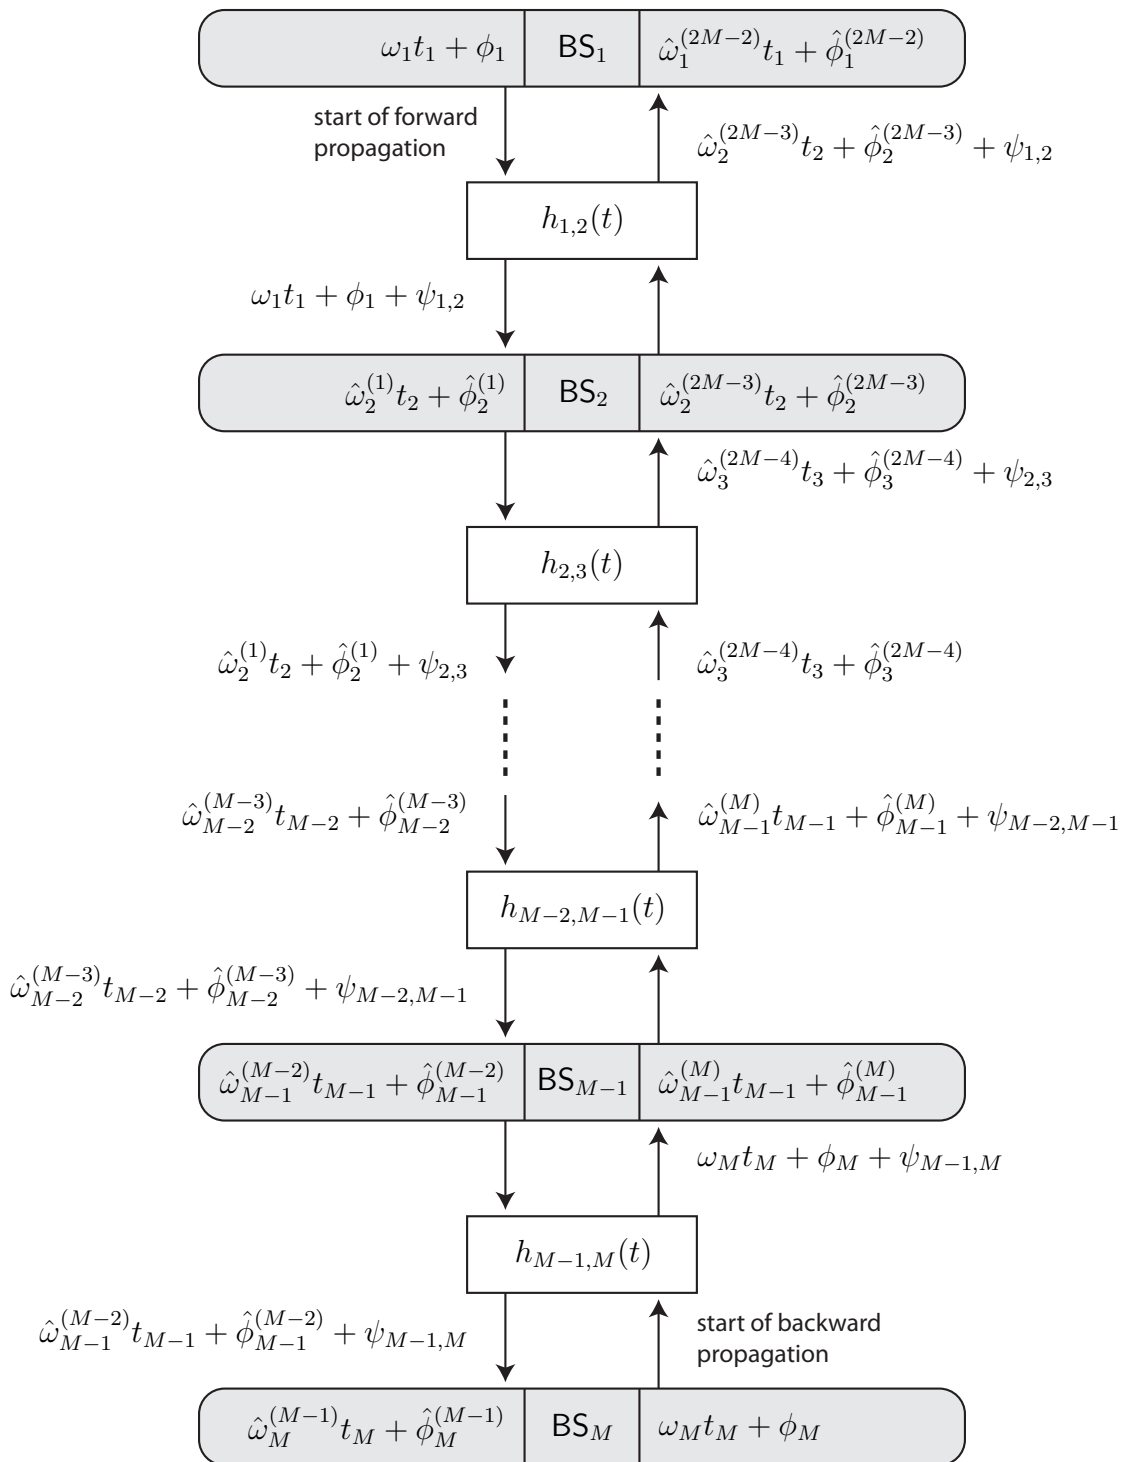 ω₁t₁ + ϕ₁ BS₁ ω̂₁^(2M−2) t₁ + ϕ̂₁^(2M−2)
start of forward
propagation
ω̂₂^(2M−3) t₂ + ϕ̂₂^(2M−3) + ψ₁,₂
h₁,₂(t)
ω₁t₁ + ϕ₁ + ψ₁,₂
ω̂₂^(1) t₂ + ϕ̂₂^(1) BS₂ ω̂₂^(2M−3) t₂ + ϕ̂₂^(2M−3)
ω̂₃^(2M−4) t₃ + ϕ̂₃^(2M−4) + ψ₂,₃
h₂,₃(t)
ω̂₂^(1) t₂ + ϕ̂₂^(1) + ψ₂,₃ ω̂₃^(2M−4) t₃ + ϕ̂₃^(2M−4)
ω̂_{M−2}^(M−3) t_{M−2} + ϕ̂_{M−2}^(M−3) ω̂_{M−1}^(M) t_{M−1} + ϕ̂_{M−1}^(M) + ψ_{M−2,M−1}
h_{M−2,M−1}(t)
ω̂_{M−2}^(M−3) t_{M−2} + ϕ̂_{M−2}^(M−3) + ψ_{M−2,M−1}
ω̂_{M−1}^(M−2) t_{M−1} + ϕ̂_{M−1}^(M−2) BS_{M−1} ω̂_{M−1}^(M) t_{M−1} + ϕ̂_{M−1}^(M)
ω_M t_M + ϕ_M + ψ_{M−1,M}
h_{M−1,M}(t)
ω̂_{M−1}^(M−2) t_{M−1} + ϕ̂_{M−1}^(M−2) + ψ_{M−1,M}
start of backward
propagation
ω̂_M^(M−1) t_M + ϕ̂_M^(M−1) BS_M ω_M t_M + ϕ_M